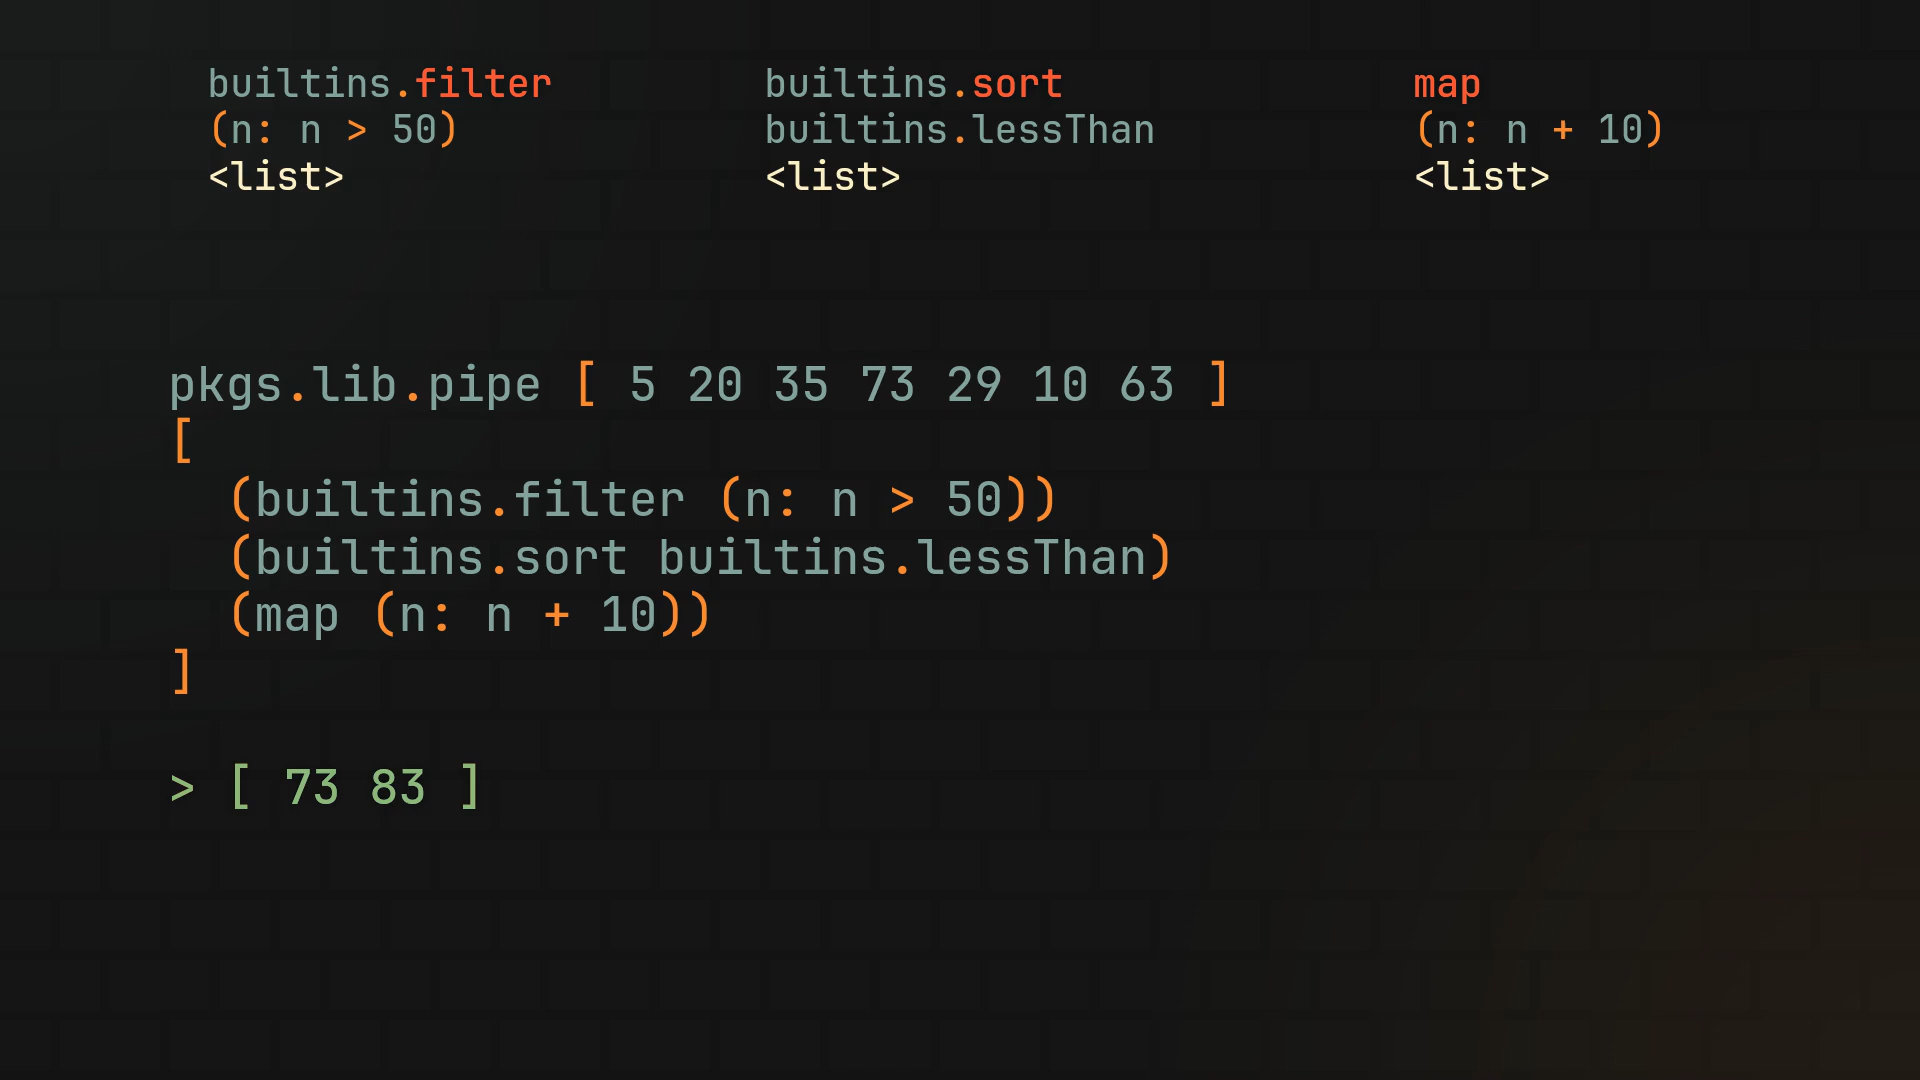 builtins.filter
(n: n > 50)
<list>
builtins.sort
builtins.lessThan
<list>
map
(n: n + 10)
<list>
pkgs.lib.pipe [ 5 20 35 73 29 10 63 ]
[
  (builtins.filter (n: n > 50))
  (builtins.sort builtins.lessThan)
  (map (n: n + 10))
]
> [ 73 83 ]